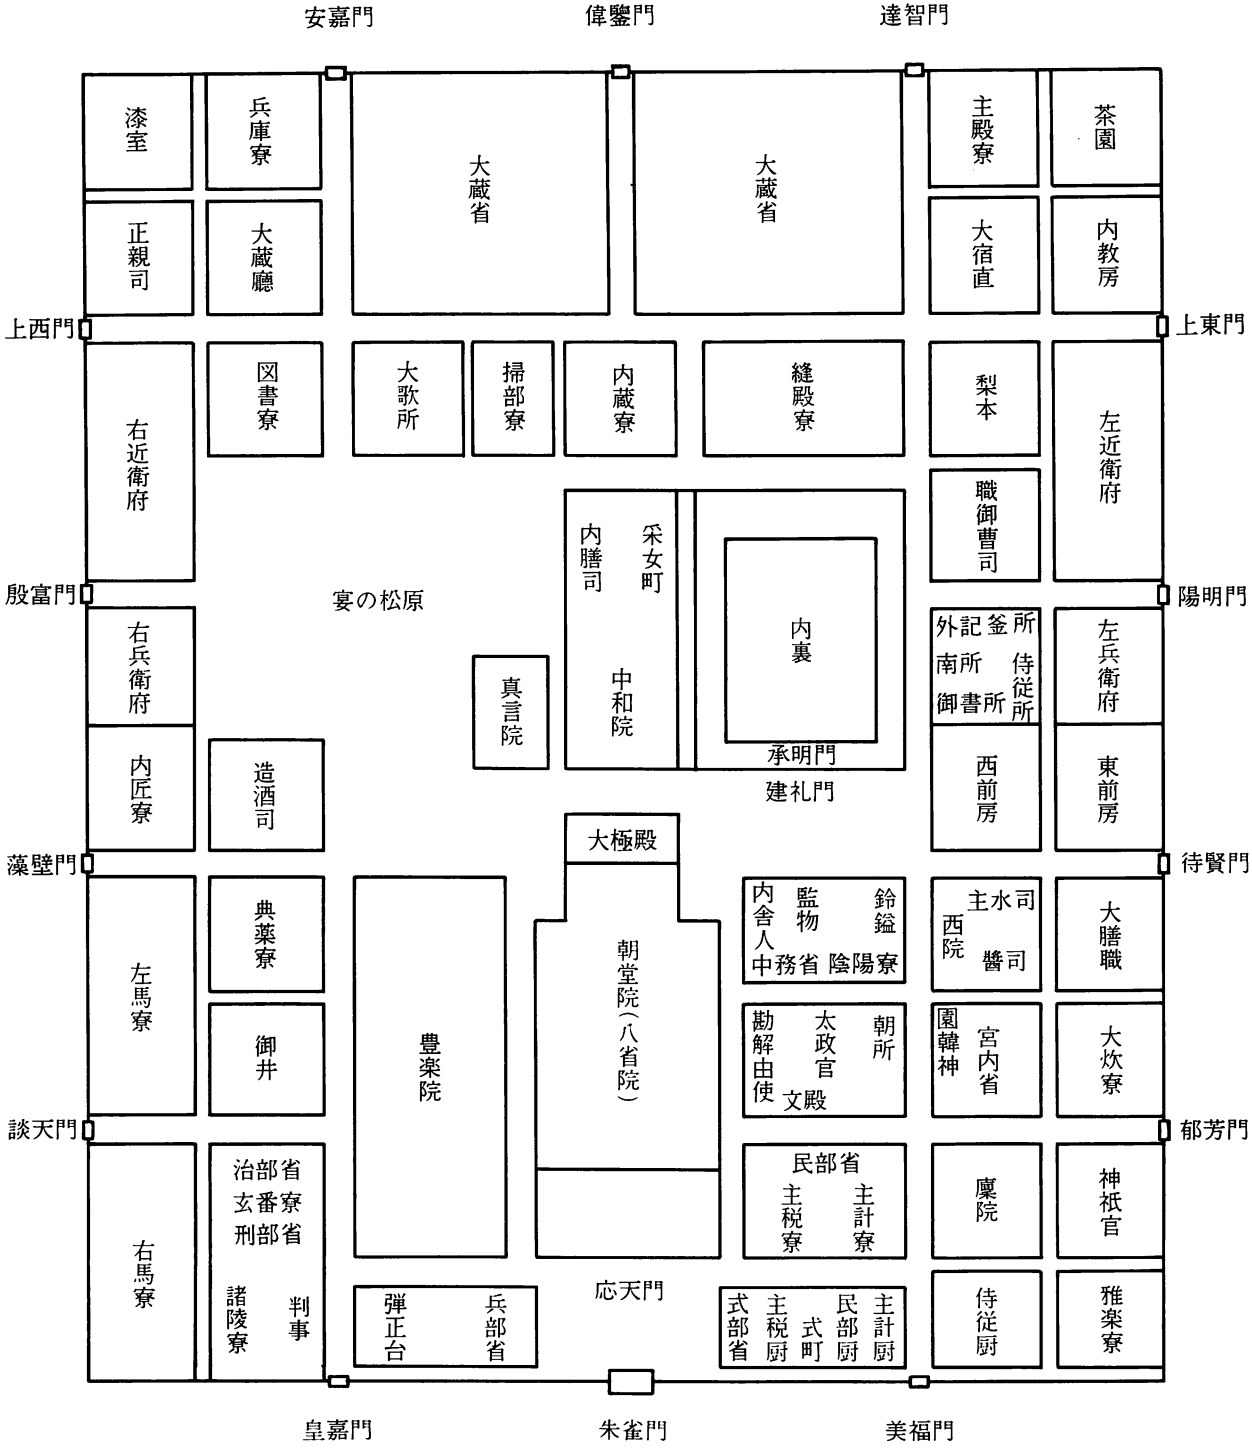 安嘉門
偉鑒門
達智門
漆室
兵庫寮
大蔵省
大蔵省
主殿寮
茶園
正親司
大蔵廳
大宿直
内教房
上西門
上東門
右近衛府
図書寮
大歌所
掃部寮
内蔵寮
縫殿寮
梨本
左近衛府
職御曹司
内膳司
采女町
殷富門
宴の松原
陽明門
右兵衛府
真言院
中和院
内裏
承明門
建礼門
外記
釜所
南所
侍従所
御書所
左兵衛府
内匠寮
造酒司
西前房
東前房
大極殿
藻壁門
待賢門
左馬寮
典薬寮
豊楽院
朝堂院(八省院)
内舎人
監物
鈴鎰
中務省
陰陽寮
主水司
西院
醬司
大膳職
御井
勘解由使
太政官
朝所
文殿
園韓神
宮内省
大炊寮
談天門
郁芳門
右馬寮
治部省
玄番寮
刑部省
諸陵寮
判事
民部省
主税寮
主計寮
廩院
神祇官
弾正台
兵部省
応天門
式部省
主税厨
式町
民部厨
主計厨
侍従厨
雅楽寮
皇嘉門
朱雀門
美福門